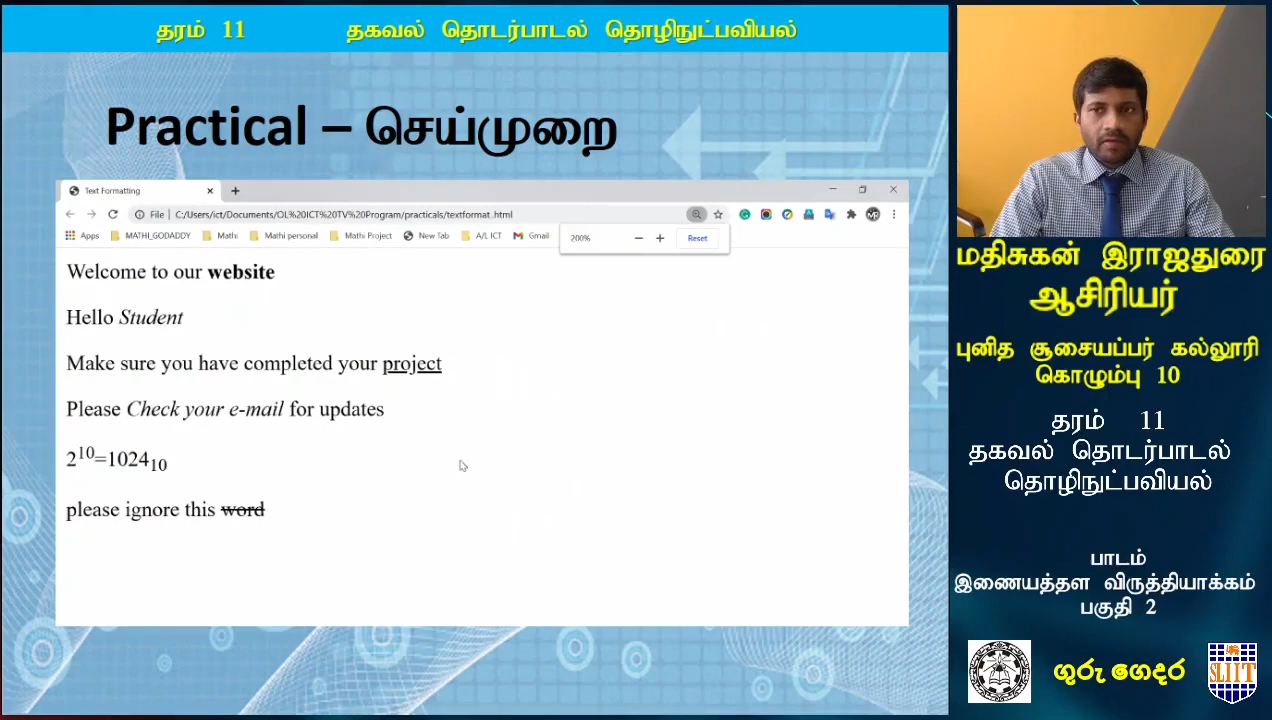 தரம் 11 தகவல் தொடர்பாடல் தொழிநுட்பவியல்
Practical – செய்முறை
Text Formatting
File | C:/Users/ict/Documents/OL%20ICT%20TV%20Program/practicals/textformat.html
Apps MATHI_GODADDY Mathi Mathi personal Mathi Project New Tab A/L ICT Gmail
200% − + Reset
Welcome to our website
Hello Student
Make sure you have completed your project
Please Check your e-mail for updates
2¹⁰=1024₁₀
please ignore this word
மதிசுகன் இராஜதுரை
ஆசிரியர்
புனித சூசையப்பர் கல்லூரி
கொழும்பு 10
தரம் 11
தகவல் தொடர்பாடல்
தொழிநுட்பவியல்
பாடம்
இணையத்தள விருத்தியாக்கம்
பகுதி 2
குரு கெதர
SLIIT